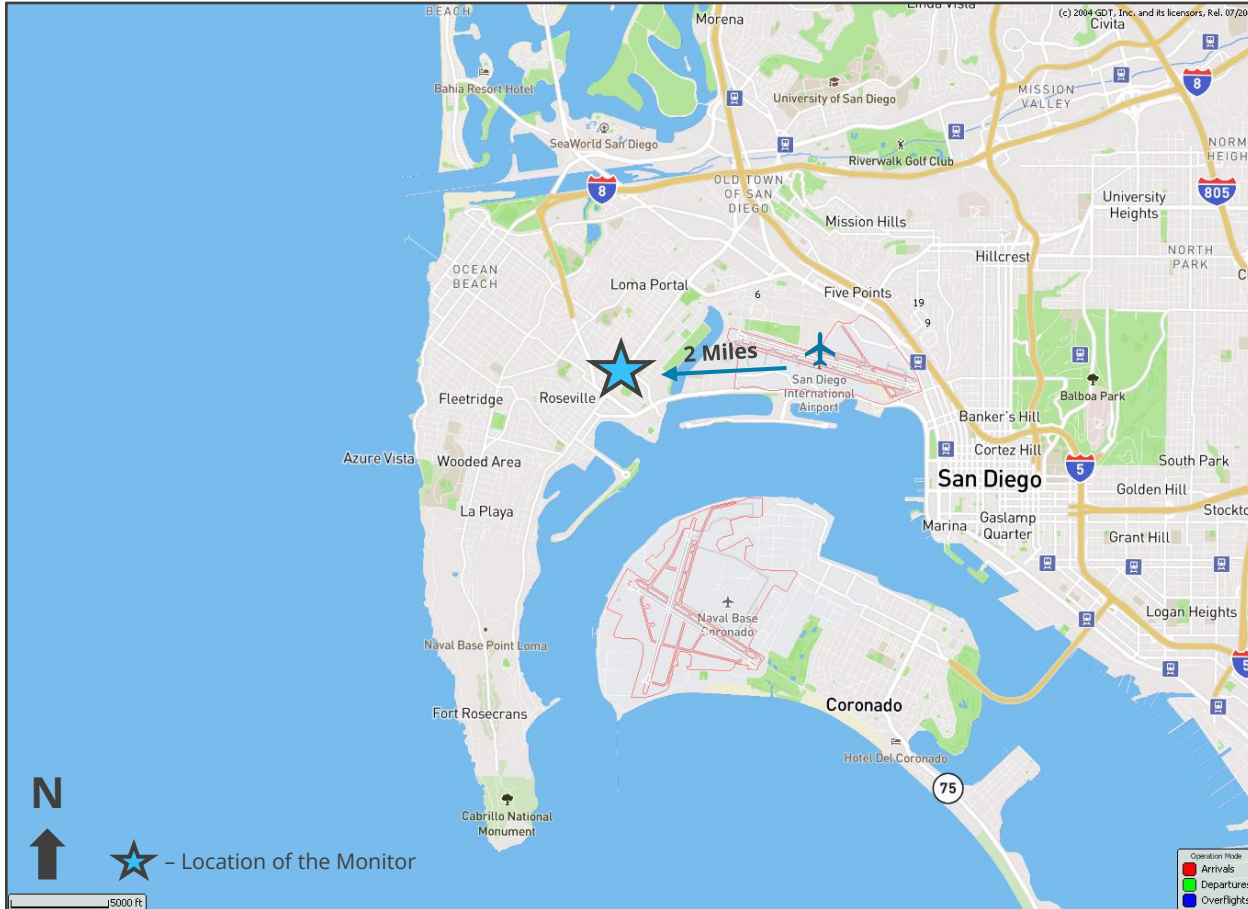 BEACH
Morena
(c) 2004 GDT, Inc. and its licensors, Rel. 07/20
Civita
8
Bahia Resort Hotel
University of San Diego
MISSION
VALLEY
SeaWorld San Diego
Riverwalk Golf Club
NORM
HEIGH
8
OLD TOWN
OF SAN
DIEGO
805
University
Heights
Mission Hills
NORTH
PARK
Hillcrest
OCEAN
BEACH
Loma Portal
6
Five Points
19
9
2 Miles
San Diego
International
Airport
Balboa Park
Fleetridge
Roseville
Banker's Hill
Cortez Hill
Azure Vista
Wooded Area
5
South Park
San Diego
Golden Hill
La Playa
Marina
Gaslamp
Quarter
Stockto
Grant Hill
Naval Base
Coronado
Logan Heights
Naval Base Point Loma
5
Fort Rosecrans
Coronado
Hotel Del Coronado
75
N
Cabrillo National
Monument
– Location of the Monitor
5000 ft
Operation Mode
Arrivals
Departures
Overflights